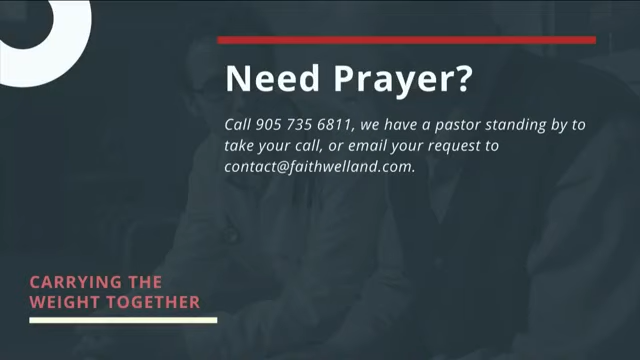 Need Prayer?
Call 905 735 6811, we have a pastor standing by to
take your call, or email your request to
contact@faithwelland.com.
CARRYING THE
WEIGHT TOGETHER